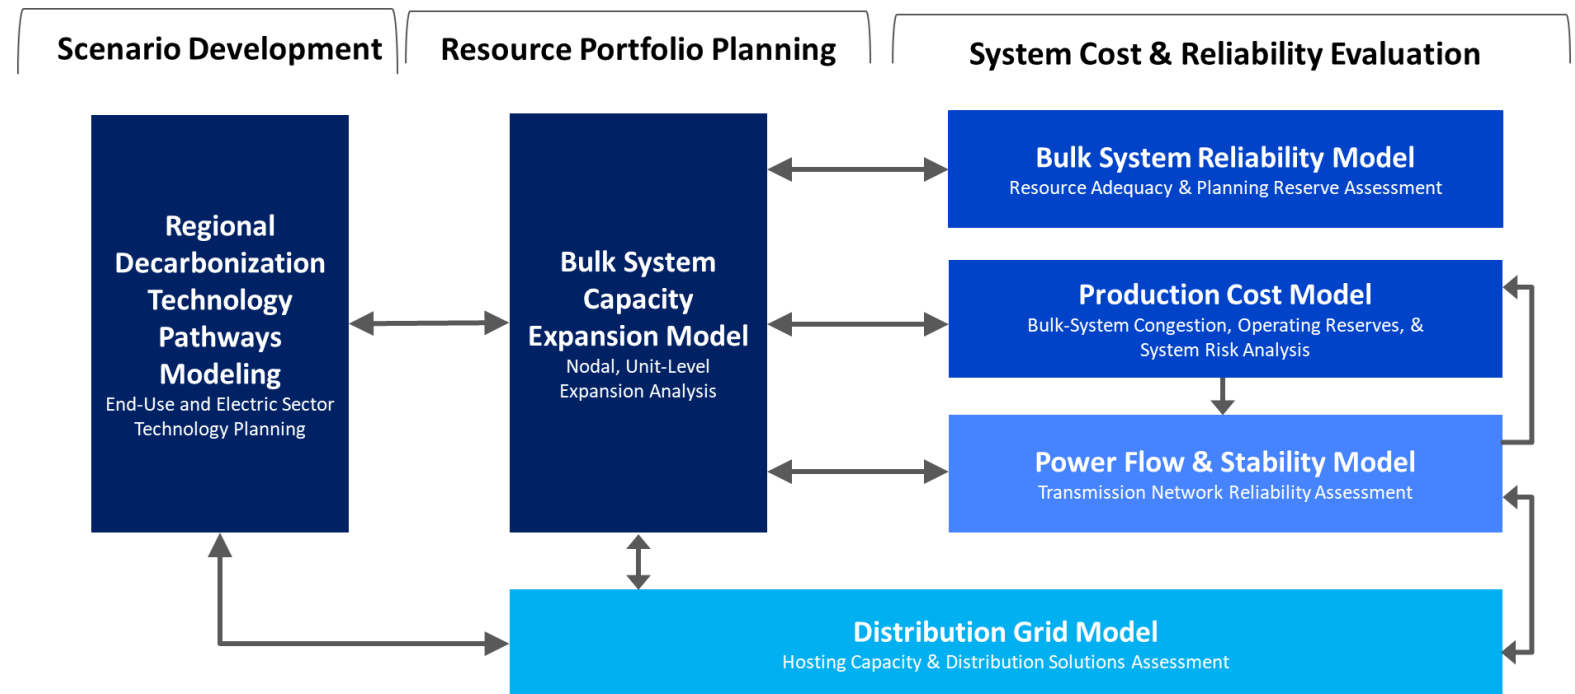 Scenario Development
Resource Portfolio Planning
System Cost & Reliability Evaluation
Regional
Decarbonization
Technology
Pathways
Modeling
End-Use and Electric Sector
Technology Planning
Bulk System
Capacity
Expansion Model
Nodal, Unit-Level
Expansion Analysis
Bulk System Reliability Model
Resource Adequacy & Planning Reserve Assessment
Production Cost Model
Bulk-System Congestion, Operating Reserves, &
System Risk Analysis
Power Flow & Stability Model
Transmission Network Reliability Assessment
Distribution Grid Model
Hosting Capacity & Distribution Solutions Assessment